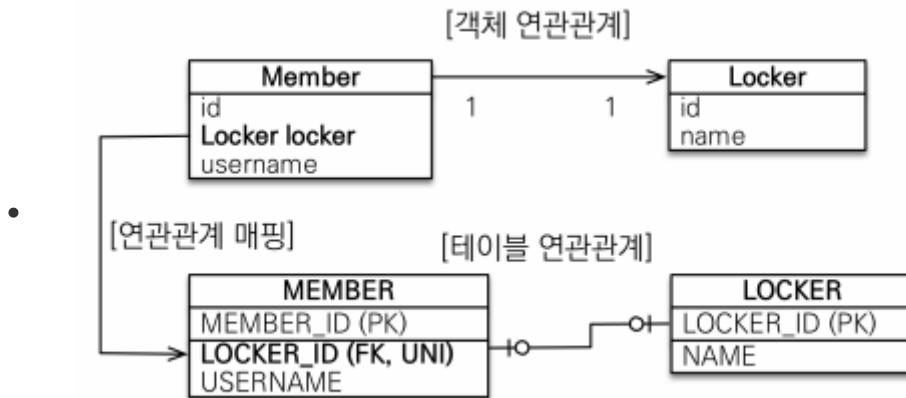 [객체 연관관계]
Member
id
Locker locker
username
1 1
Locker
id
name
[연관관계 매핑]
[테이블 연관관계]
MEMBER
MEMBER_ID (PK)
LOCKER_ID (FK, UNI)
USERNAME
LOCKER
LOCKER_ID (PK)
NAME